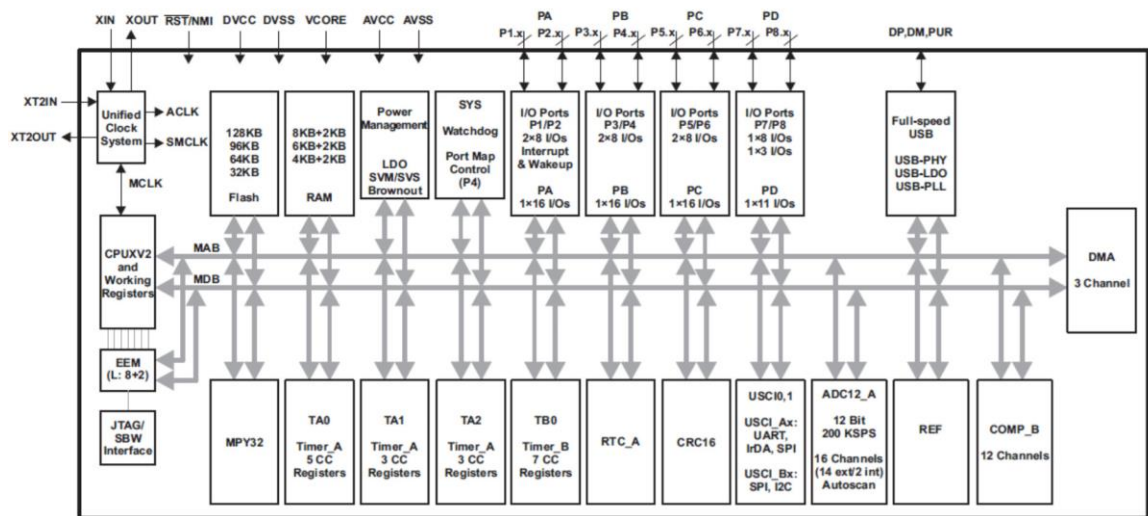 XIN XOUT RST/NMI DVCC DVSS VCORE AVCC AVSS
PA PB PC PD
P1.x P2.x P3.x P4.x P5.x P6.x P7.x P8.x
DP,DM,PUR
XT2IN
XT2OUT
Unified
Clock
System
ACLK
SMCLK
MCLK
128KB
96KB
64KB
32KB
Flash
8KB+2KB
6KB+2KB
4KB+2KB
RAM
Power
Management
LDO
SVM/SVS
Brownout
SYS
Watchdog
Port Map
Control
(P4)
I/O Ports
P1/P2
2×8 I/Os
Interrupt
& Wakeup
PA
1×16 I/Os
I/O Ports
P3/P4
2×8 I/Os
PB
1×16 I/Os
I/O Ports
P5/P6
2×8 I/Os
PC
1×16 I/Os
I/O Ports
P7/P8
1×8 I/Os
1×3 I/Os
PD
1×11 I/Os
Full-speed
USB
USB-PHY
USB-LDO
USB-PLL
CPUXV2
and
Working
Registers
MAB
MDB
DMA
3 Channel
EEM
(L: 8+2)
JTAG/
SBW
Interface
MPY32
TA0
Timer_A
5 CC
Registers
TA1
Timer_A
3 CC
Registers
TA2
Timer_A
3 CC
Registers
TB0
Timer_B
7 CC
Registers
RTC_A
CRC16
USCI0,1
USCI_Ax:
UART,
IrDA, SPI
USCI_Bx:
SPI, I2C
ADC12_A
12 Bit
200 KSPS
16 Channels
(14 ext/2 int)
Autoscan
REF
COMP_B
12 Channels